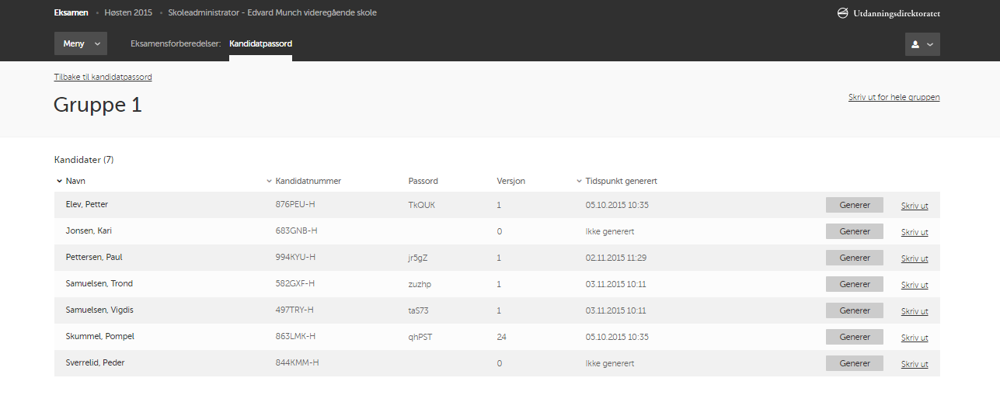 Eksamen • Høsten 2015 • Skoleadministrator - Edvard Munch videregående skole Utdanningsdirektoratet
Meny Eksamensforberedelser: Kandidatpassord
Tilbake til kandidatpassord
Gruppe 1
Skriv ut for hele gruppen
Kandidater (7)
Navn Kandidatnummer Passord Versjon Tidspunkt generert
Elev, Petter 876PEU-H TkQUK 1 05.10.2015 10:35 Generer Skriv ut
Jonsen, Kari 683GNB-H 0 Ikke generert Generer Skriv ut
Pettersen, Paul 994KYU-H jr5gZ 1 02.11.2015 11:29 Generer Skriv ut
Samuelsen, Trond 582GXF-H zuzhp 1 03.11.2015 10:11 Generer Skriv ut
Samuelsen, Vigdis 497TRY-H taS73 1 03.11.2015 10:11 Generer Skriv ut
Skummel, Pompel 863LMK-H qhPST 24 05.10.2015 10:35 Generer Skriv ut
Sverrelid, Peder 844KMM-H 0 Ikke generert Generer Skriv ut